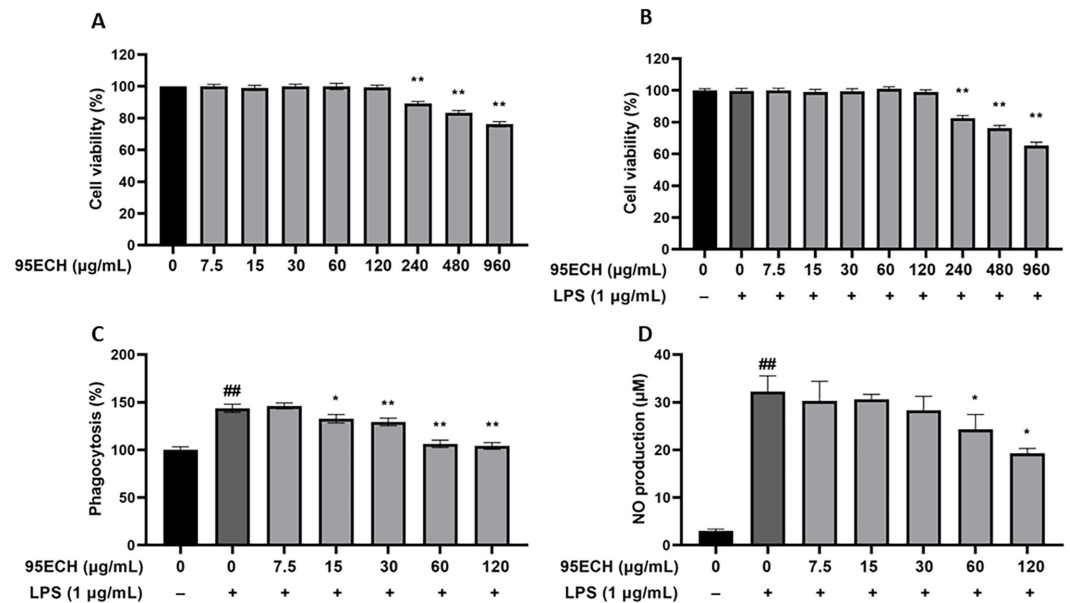 A
Cell viability (%)
120
100
80
60
40
20
0
** ** **
95ECH (µg/mL) 0 7.5 15 30 60 120 240 480 960
B
Cell viability (%)
120
100
80
60
40
20
0
** ** **
95ECH (µg/mL) 0 0 7.5 15 30 60 120 240 480 960
LPS (1 µg/mL) – + + + + + + + + +
C
Phagocytosis (%)
200
150
100
50
0
## * ** ** **
95ECH (µg/mL) 0 0 7.5 15 30 60 120
LPS (1 µg/mL) – + + + + + +
D
NO production (µM)
40
30
20
10
0
## * *
95ECH (µg/mL) 0 0 7.5 15 30 60 120
LPS (1 µg/mL) – + + + + + +